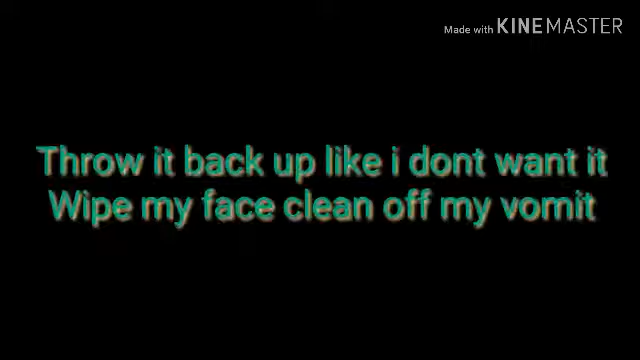 Made with KINEMASTER
Throw it back up like i dont want it
Wipe my face clean off my vomit